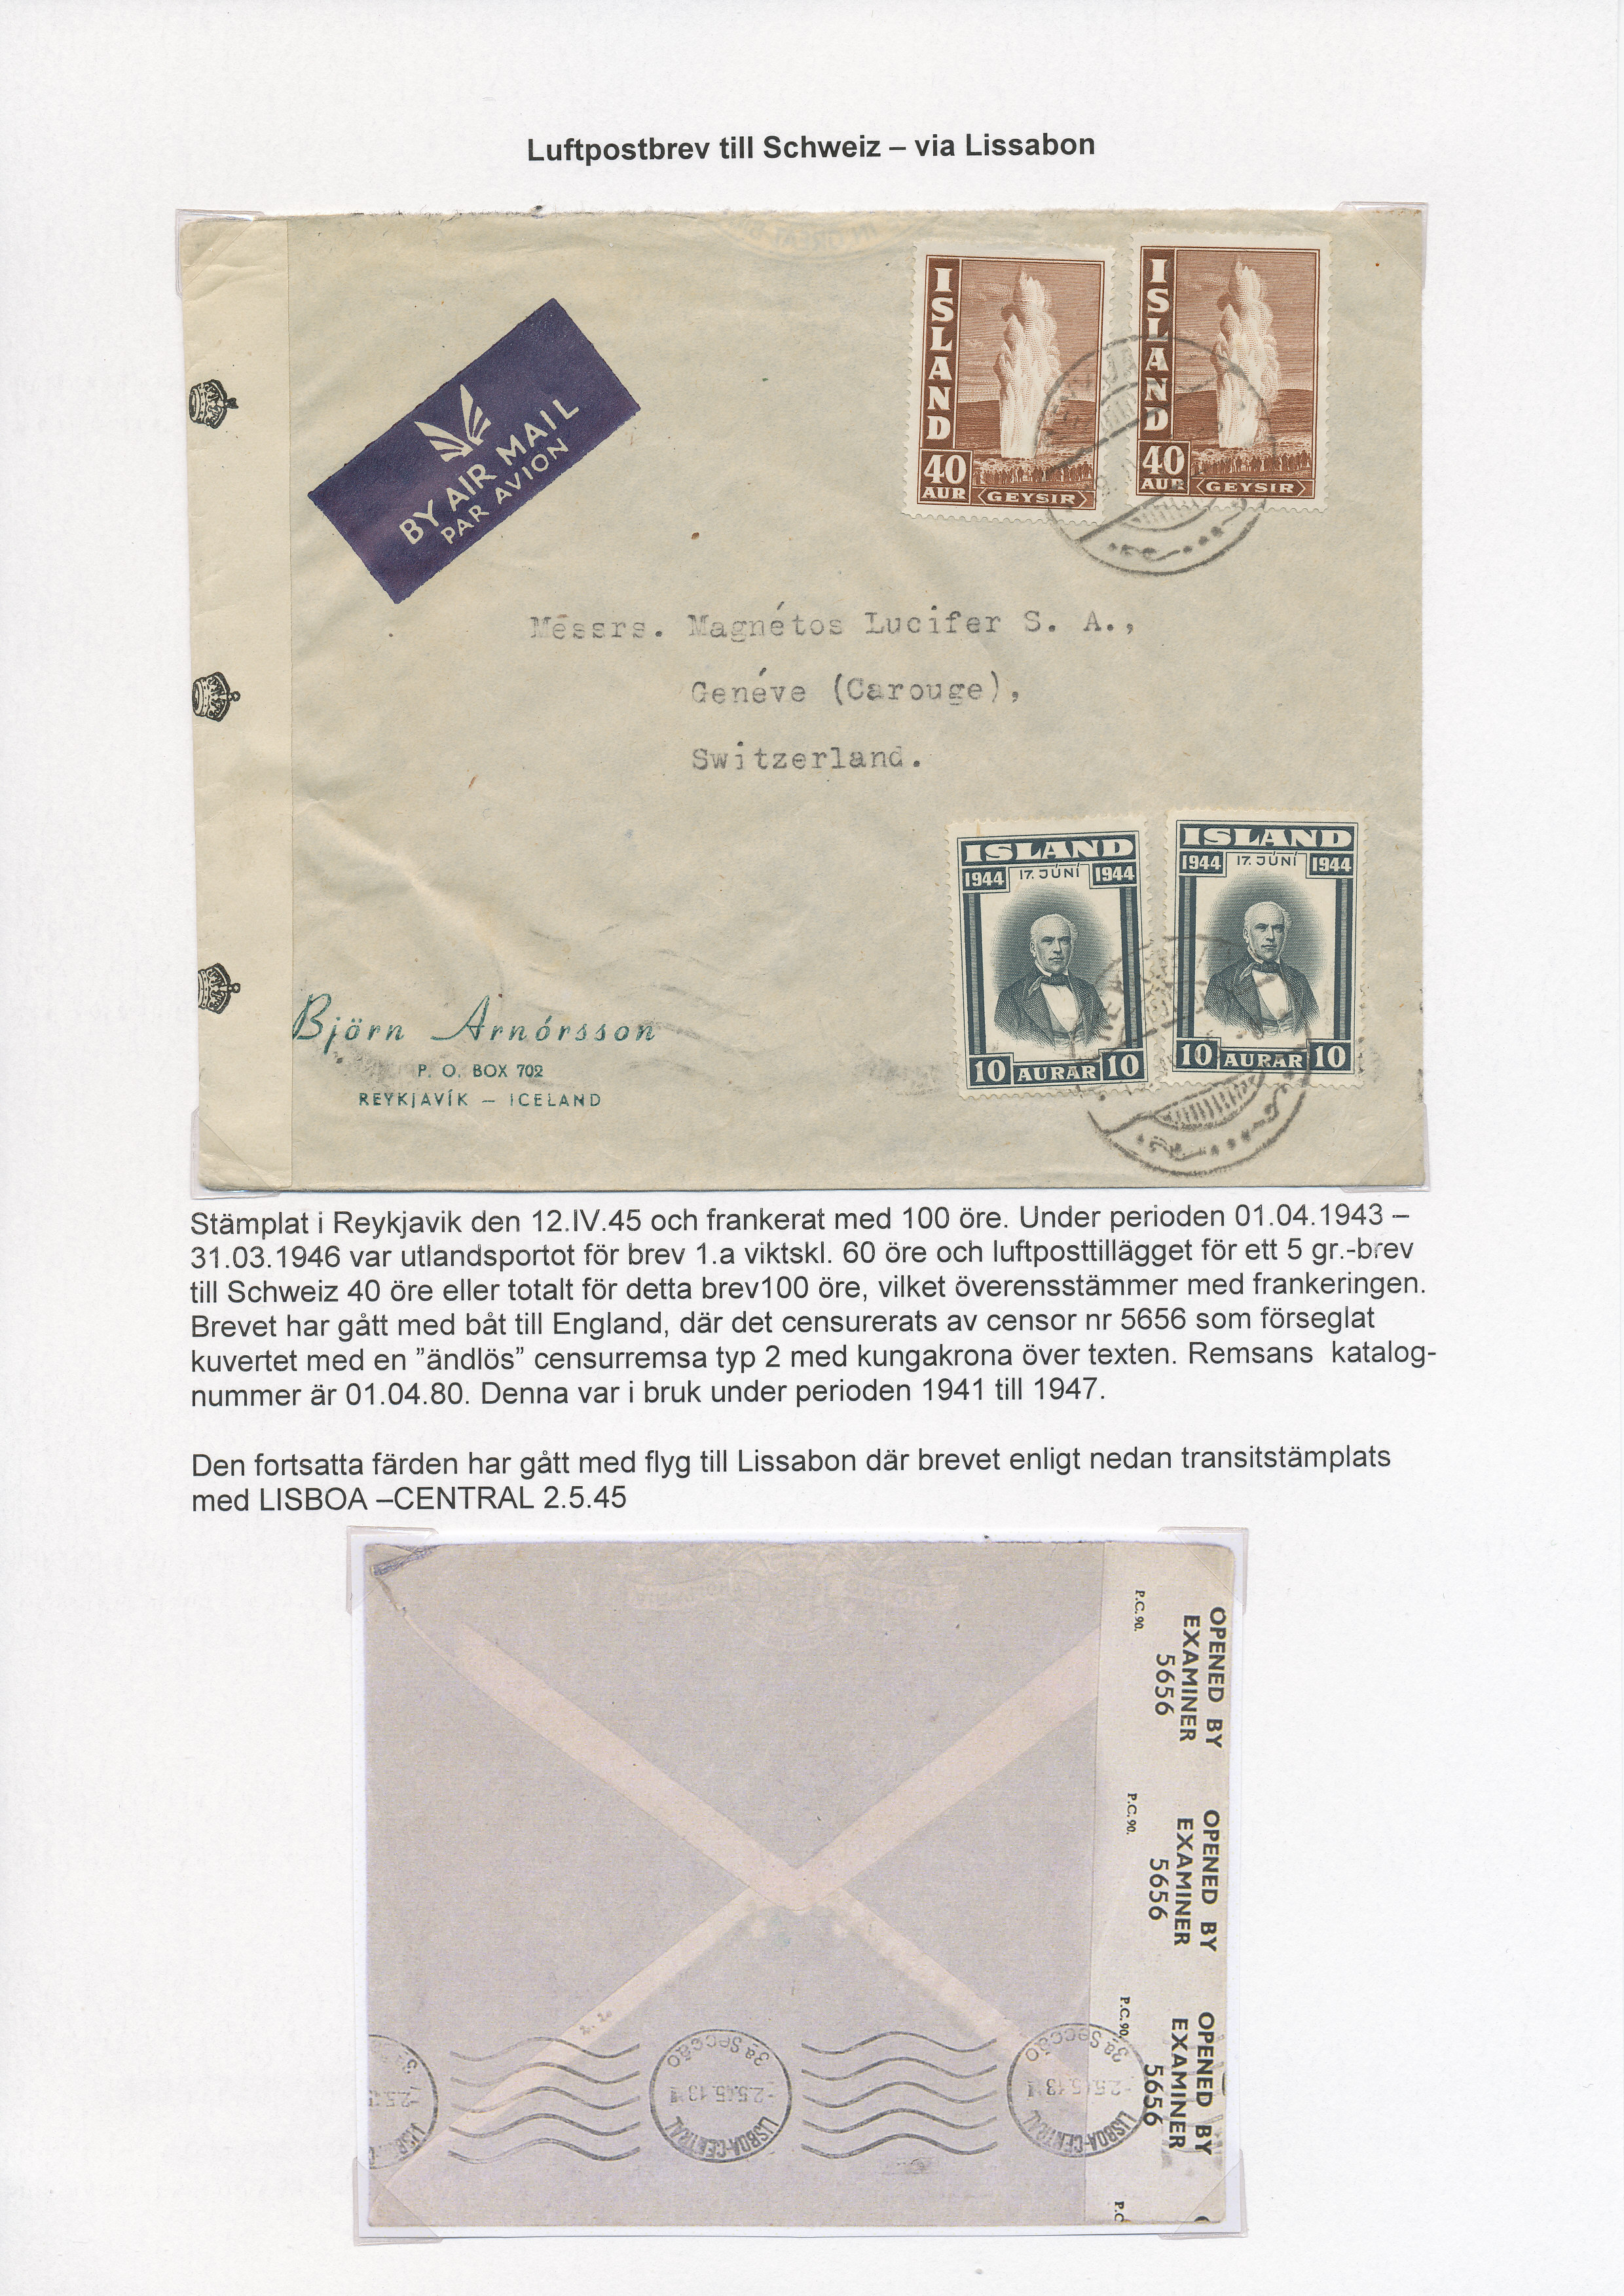 Luftpostbrev till Schweiz – via Lissabon
ISLAND
40
AUR
GEYSIR
ISLAND
40
AUR
GEYSIR
BY AIR MAIL
PAR AVION
Messrs. Magnétos Lucifer S. A.,
Genéve (Carouge),
Switzerland.
ISLAND
1944 17. JÚNÍ 1944
10 AURAR 10
ISLAND
1944 17. JÚNÍ 1944
10 AURAR 10
Björn Arnórsson
P. O. BOX 702
REYKJAVÍK – ICELAND
Stämplat i Reykjavik den 12.IV.45 och frankerat med 100 öre. Under perioden 01.04.1943 –
31.03.1946 var utlandsportot för brev 1.a viktskl. 60 öre och luftposttillägget för ett 5 gr.-brev
till Schweiz 40 öre eller totalt för detta brev100 öre, vilket överensstämmer med frankeringen.
Brevet har gått med båt till England, där det censurerats av censor nr 5656 som förseglat
kuvertet med en ”ändlös” censurremsa typ 2 med kungakrona över texten. Remsans katalog-
nummer är 01.04.80. Denna var i bruk under perioden 1941 till 1947.
Den fortsatta färden har gått med flyg till Lissabon där brevet enligt nedan transitstämplats
med LISBOA –CENTRAL 2.5.45
P.C.90.
OPENED BY
EXAMINER
5656
P.C.90.
OPENED BY
EXAMINER
5656
P.C.90.
OPENED BY
EXAMINER
5656
P.C
3ª SECÇÃO
-2.5.45.13
LISBOA-CENTRAL
3ª SECÇÃO
LISBOA-CENTRAL